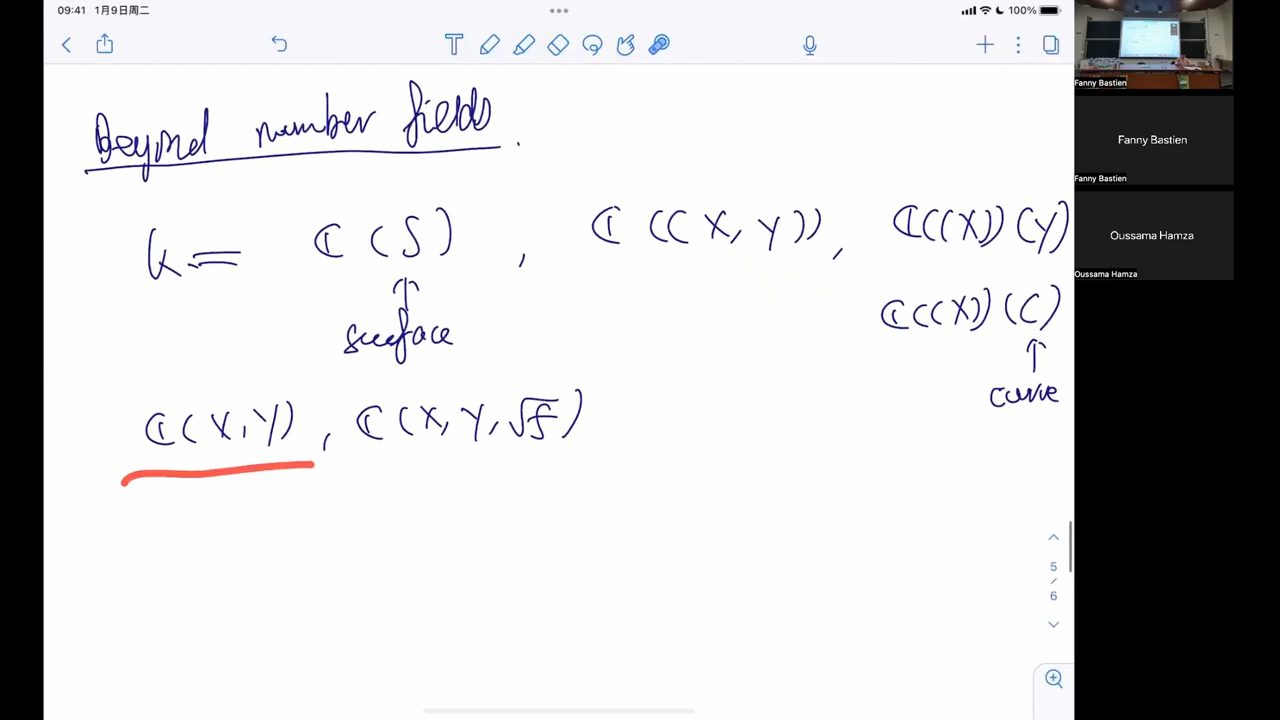 09:41 1月9日周二
100%
Beyond number fields.
k = ℂ(S), ℂ((X,Y)), ℂ((X))(Y)
↑
surface
ℂ((X))(C)
↑
curve
ℂ(X,Y), ℂ(X,Y,√f)
5
/
6
Fanny Bastien
Fanny Bastien
Fanny Bastien
Oussama Hamza
Oussama Hamza